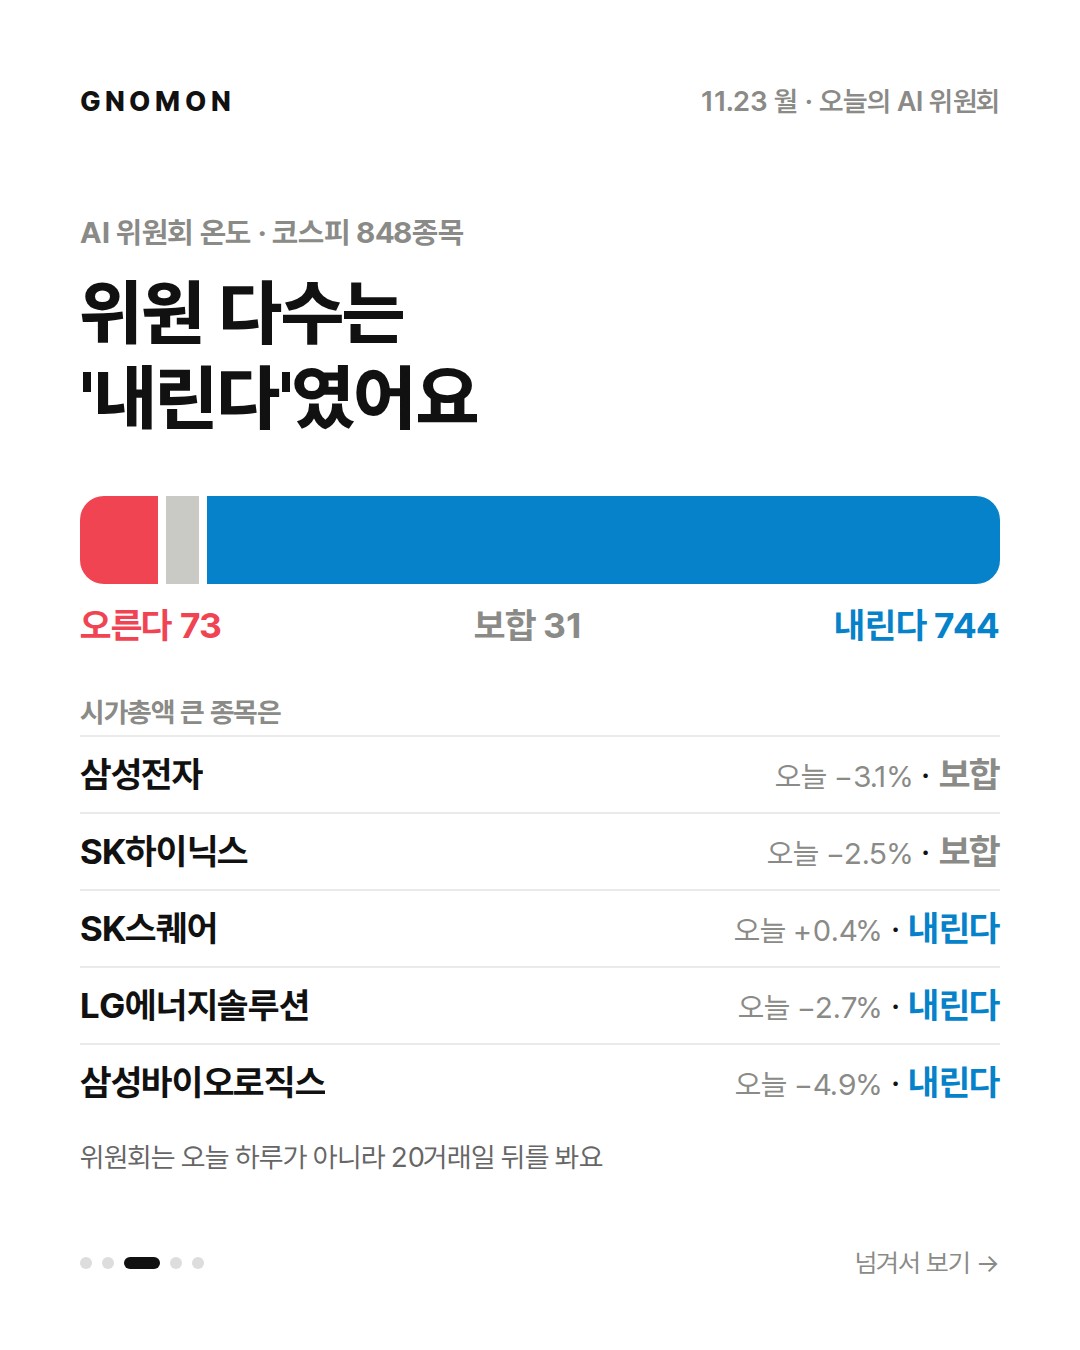 GNOMON
11.23 월 · 오늘의 AI 위원회
AI 위원회 온도 · 코스피 848종목
위원 다수는
'내린다'였어요
오른다 73 보합 31 내린다 744
시가총액 큰 종목은
삼성전자 오늘 −3.1% · 보합
SK하이닉스 오늘 −2.5% · 보합
SK스퀘어 오늘 +0.4% · 내린다
LG에너지솔루션 오늘 −2.7% · 내린다
삼성바이오로직스 오늘 −4.9% · 내린다
위원회는 오늘 하루가 아니라 20거래일 뒤를 봐요
넘겨서 보기 →